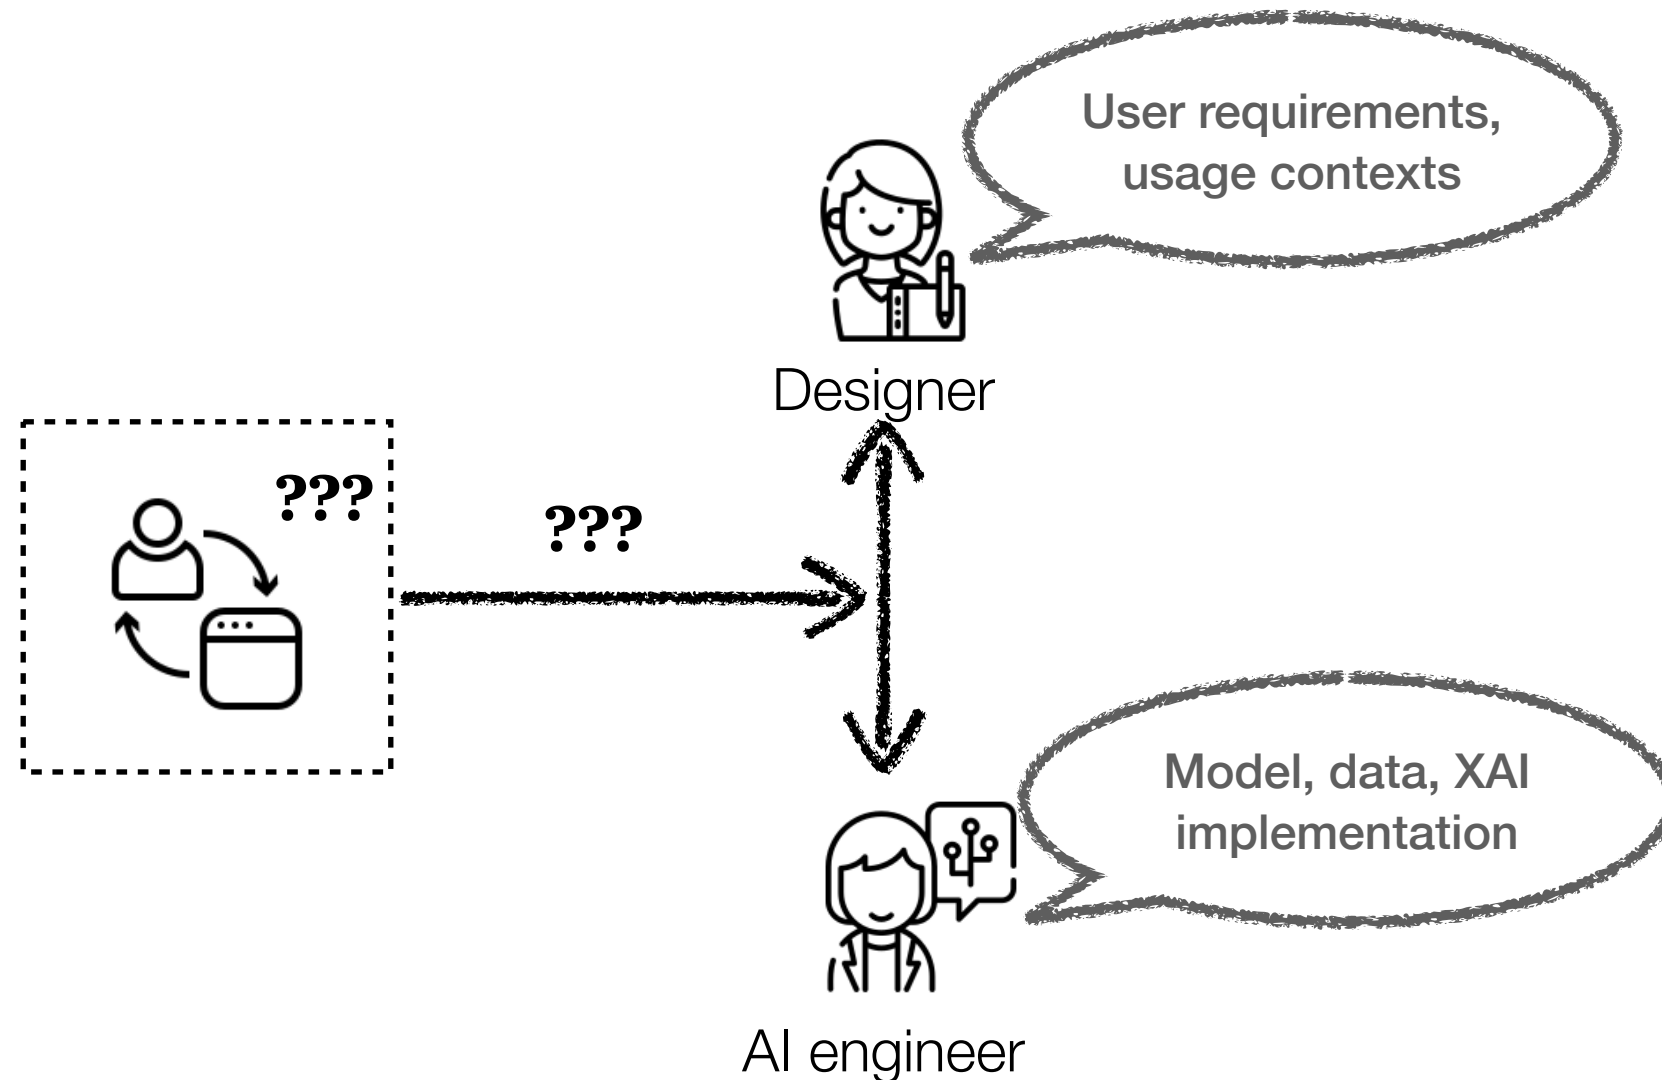 User requirements,
usage contexts
Designer
???
???
Model, data, XAI
implementation
AI engineer